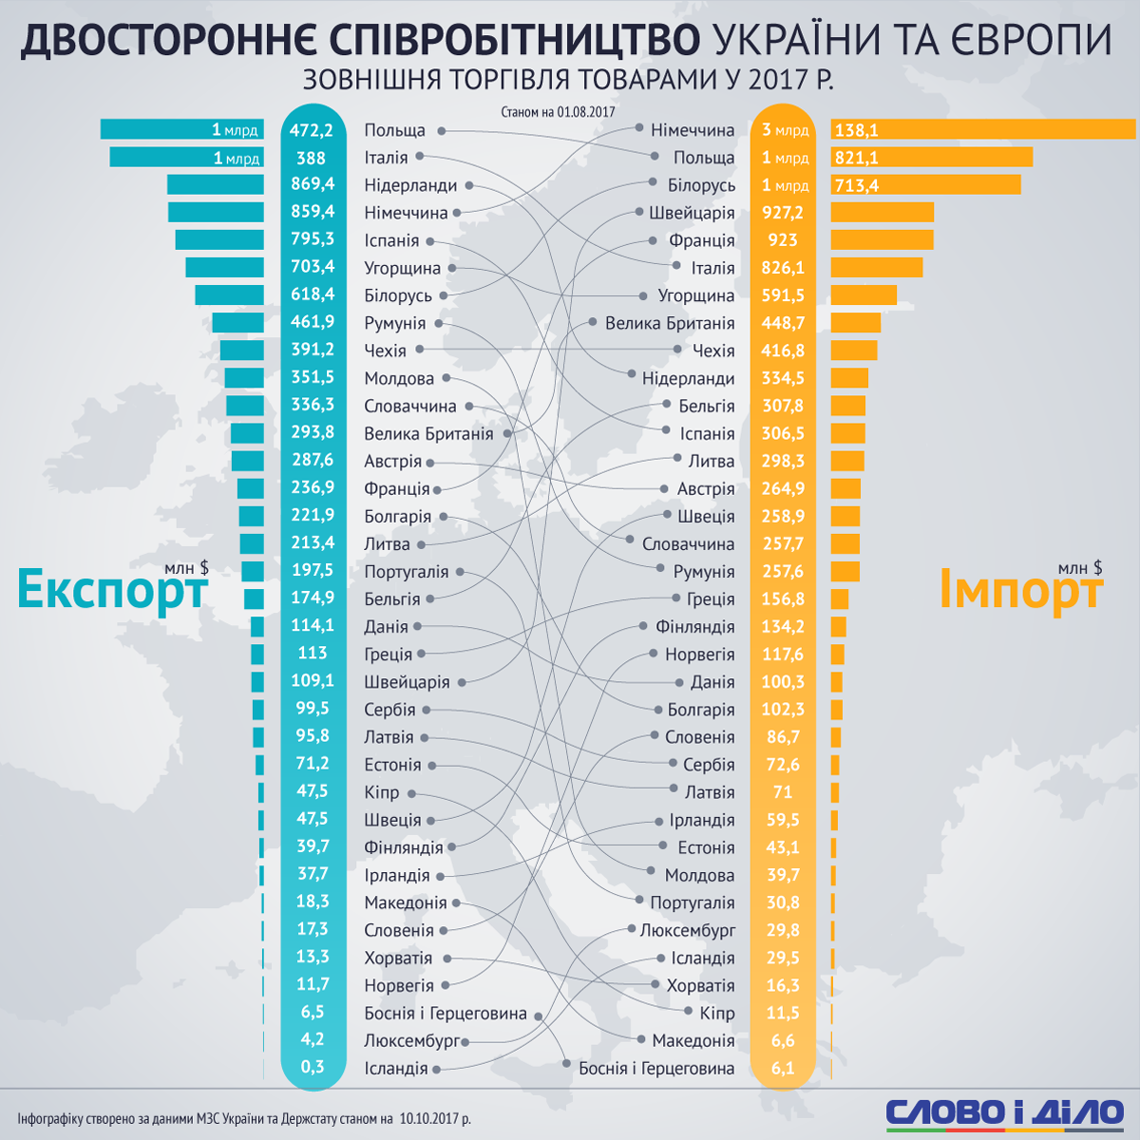 ДВОСТОРОННЄ СПІВРОБІТНИЦТВО УКРАЇНИ ТА ЄВРОПИ
ЗОВНІШНЯ ТОРГІВЛЯ ТОВАРАМИ У 2017 Р.
Станом на 01.08.2017
1 млрд 472,2 Польща Німеччина 3 млрд 138,1
1 млрд 388 Італія Польща 1 млрд 821,1
869,4 Нідерланди Білорусь 1 млрд 713,4
859,4 Німеччина Швейцарія 927,2
795,3 Іспанія Франція 923
703,4 Угорщина Італія 826,1
618,4 Білорусь Угорщина 591,5
461,9 Румунія Велика Британія 448,7
391,2 Чехія Чехія 416,8
351,5 Молдова Нідерланди 334,5
336,3 Словаччина Бельгія 307,8
293,8 Велика Британія Іспанія 306,5
287,6 Австрія Литва 298,3
236,9 Франція Австрія 264,9
221,9 Болгарія Швеція 258,9
213,4 Литва Словаччина 257,7
млн $ 197,5 Португалія Румунія 257,6 млн $
Експорт 174,9 Бельгія Греція 156,8 Імпорт
114,1 Данія Фінляндія 134,2
113 Греція Норвегія 117,6
109,1 Швейцарія Данія 100,3
99,5 Сербія Болгарія 102,3
95,8 Латвія Словенія 86,7
71,2 Естонія Сербія 72,6
47,5 Кіпр Латвія 71
47,5 Швеція Ірландія 59,5
39,7 Фінляндія Естонія 43,1
37,7 Ірландія Молдова 39,7
18,3 Македонія Португалія 30,8
17,3 Словенія Люксембург 29,8
13,3 Хорватія Ісландія 29,5
11,7 Норвегія Хорватія 16,3
6,5 Боснія і Герцеговина Кіпр 11,5
4,2 Люксембург Македонія 6,6
0,3 Ісландія Боснія і Герцеговина 6,1
Інфографіку створено за даними МЗС України та Держстату станом на 10.10.2017 р.
СЛОВО і ДіЛО